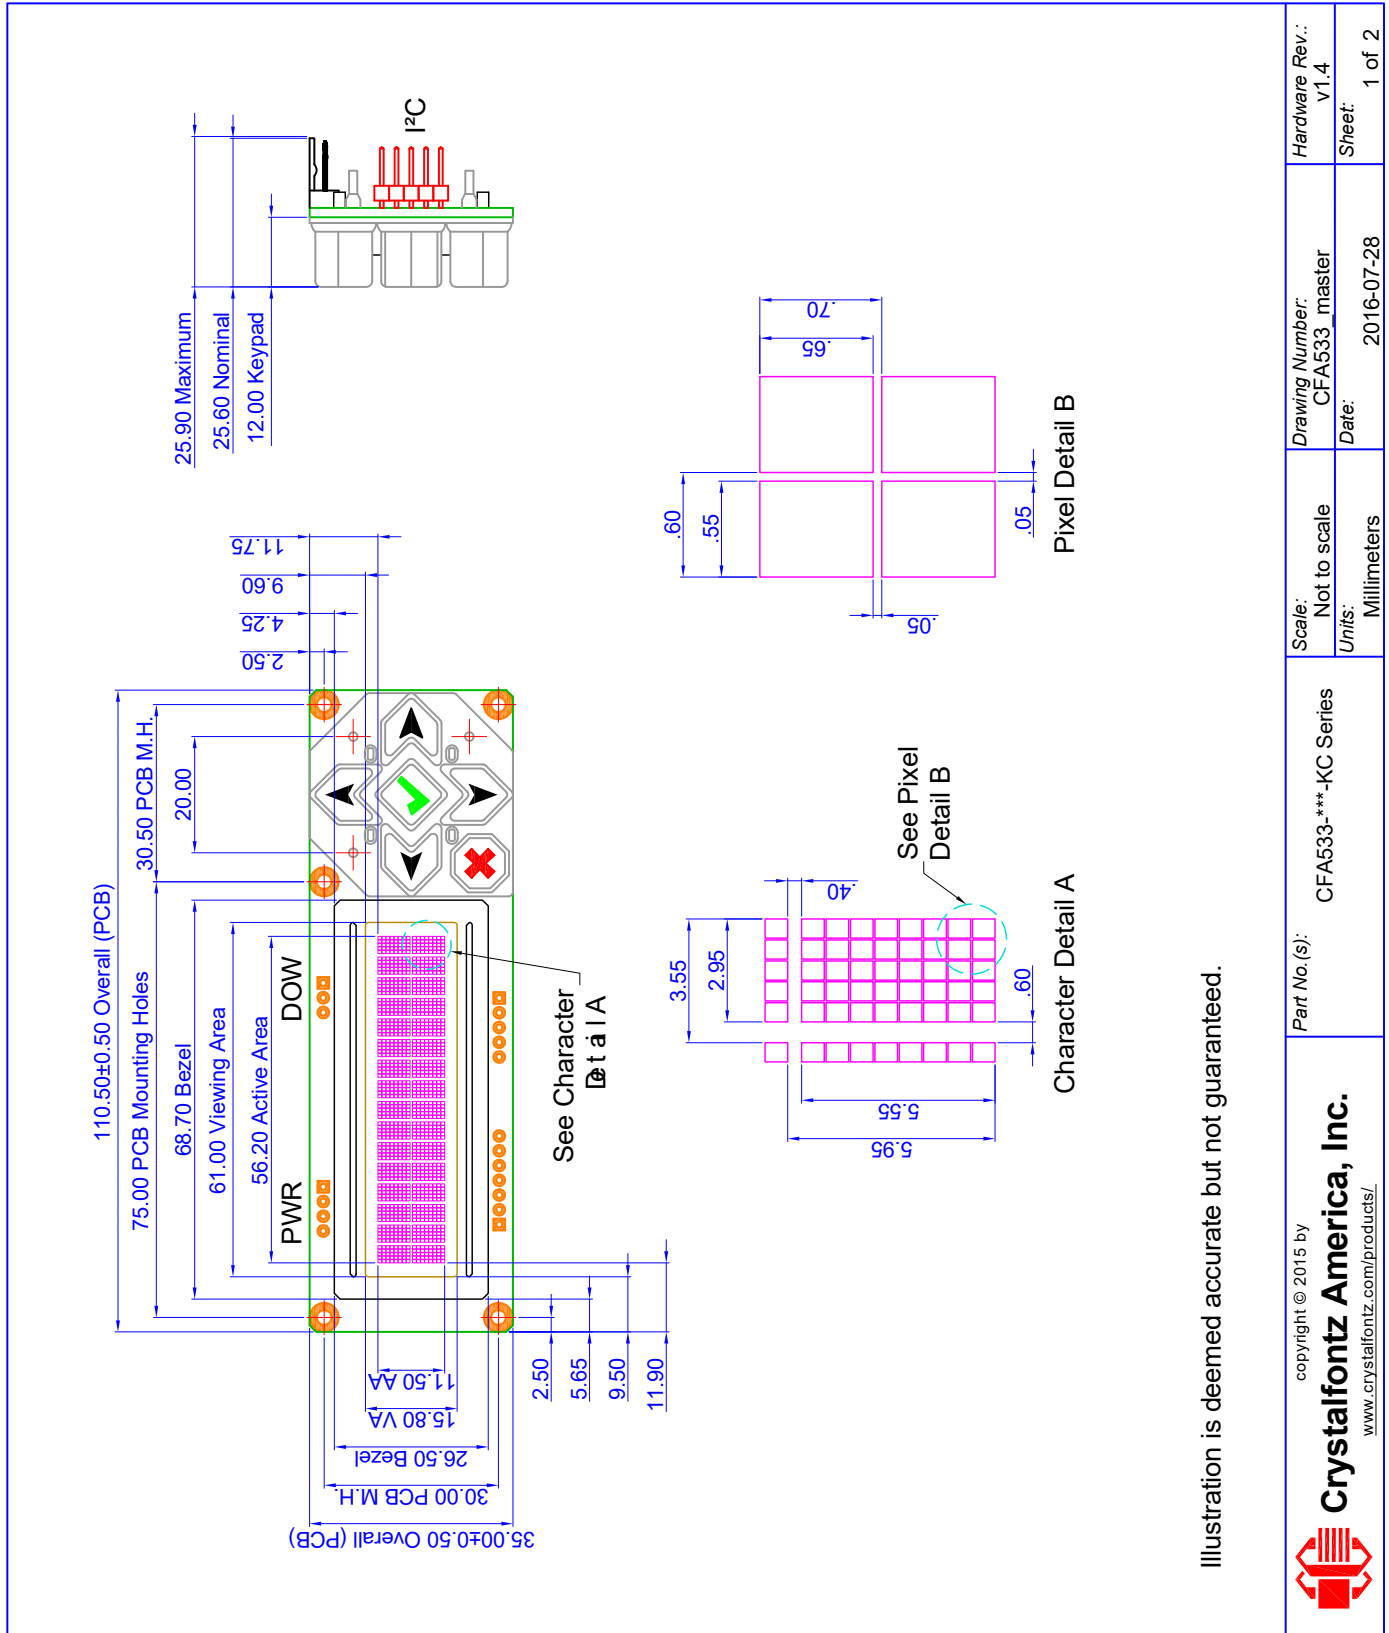 110.50±0.50 Overall (PCB)
75.00 PCB Mounting Holes
30.50 PCB M.H.
68.70 Bezel
20.00
61.00 Viewing Area
56.20 Active Area
PWR
DOW
2.50
4.25
9.60
11.75
35.00±0.50 Overall (PCB)
30.00 PCB M.H.
26.50 Bezel
15.80 VA
11.50 AA
2.50
5.65
9.50
11.90
See Character
Detail A
25.90 Maximum
25.60 Nominal
12.00 Keypad
I²C
3.55
2.95
.40
5.95
5.55
.60
See Pixel
Detail B
Character Detail A
.60
.55
.70
.65
.05
.05
Pixel Detail B
Illustration is deemed accurate but not guaranteed.
copyright © 2015 by
Crystalfontz America, Inc.
www.crystalfontz.com/products/
Part No.(s):
CFA533-***-KC Series
Scale:
Not to scale
Units:
Millimeters
Drawing Number:
CFA533_master
Date:
2016-07-28
Hardware Rev.:
v1.4
Sheet:
1 of 2